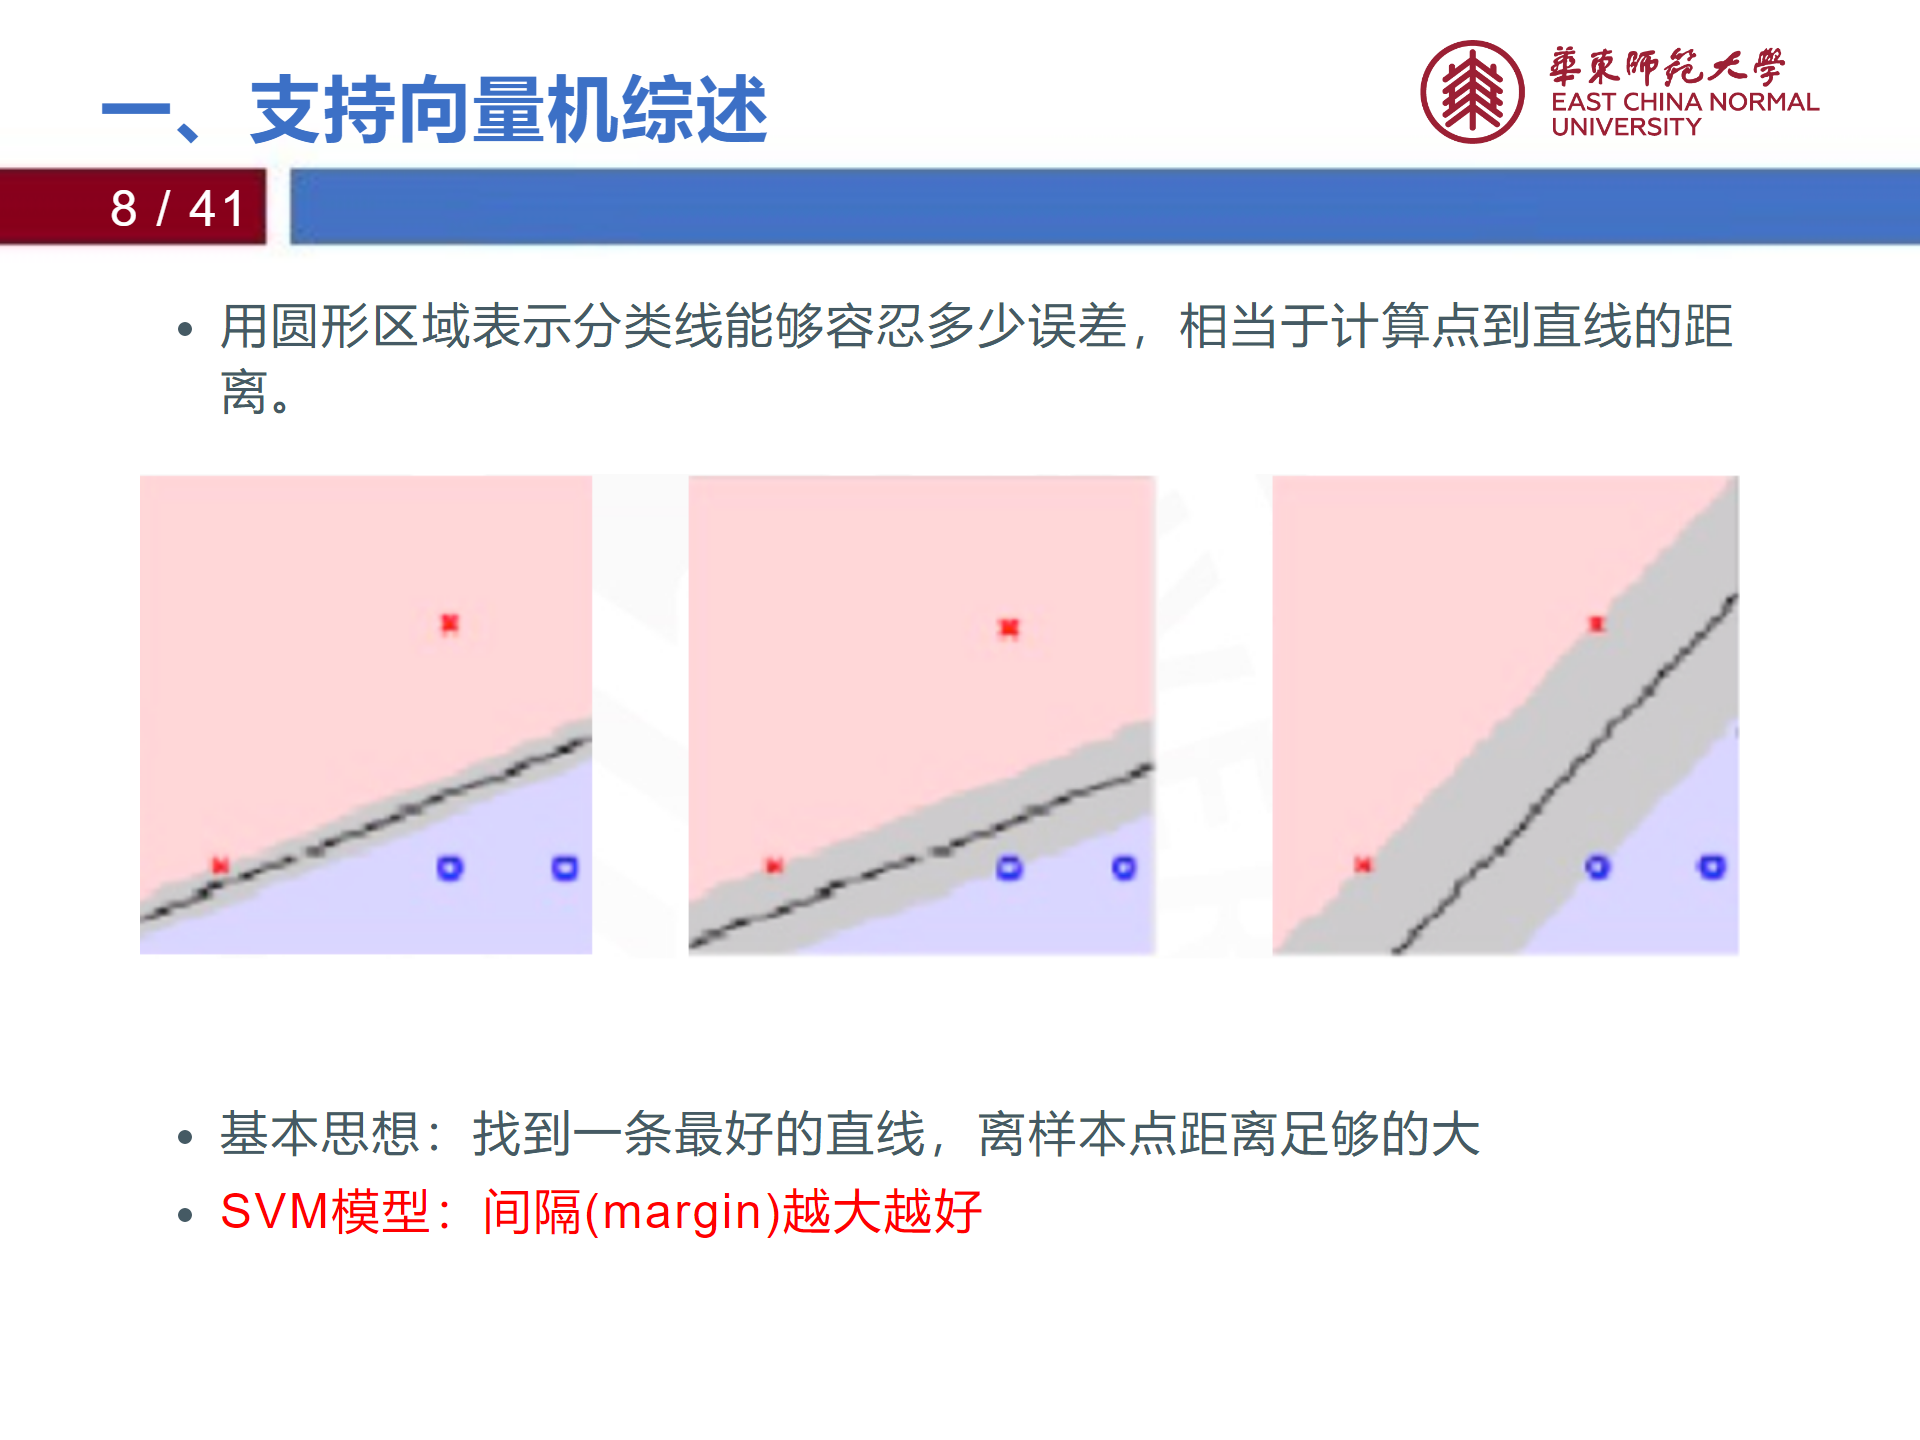 一、支持向量机综述
華東师範大學
EAST CHINA NORMAL
UNIVERSITY
8 / 41
• 用圆形区域表示分类线能够容忍多少误差，相当于计算点到直线的距
离。
• 基本思想：找到一条最好的直线，离样本点距离足够的大
• SVM模型：间隔(margin)越大越好